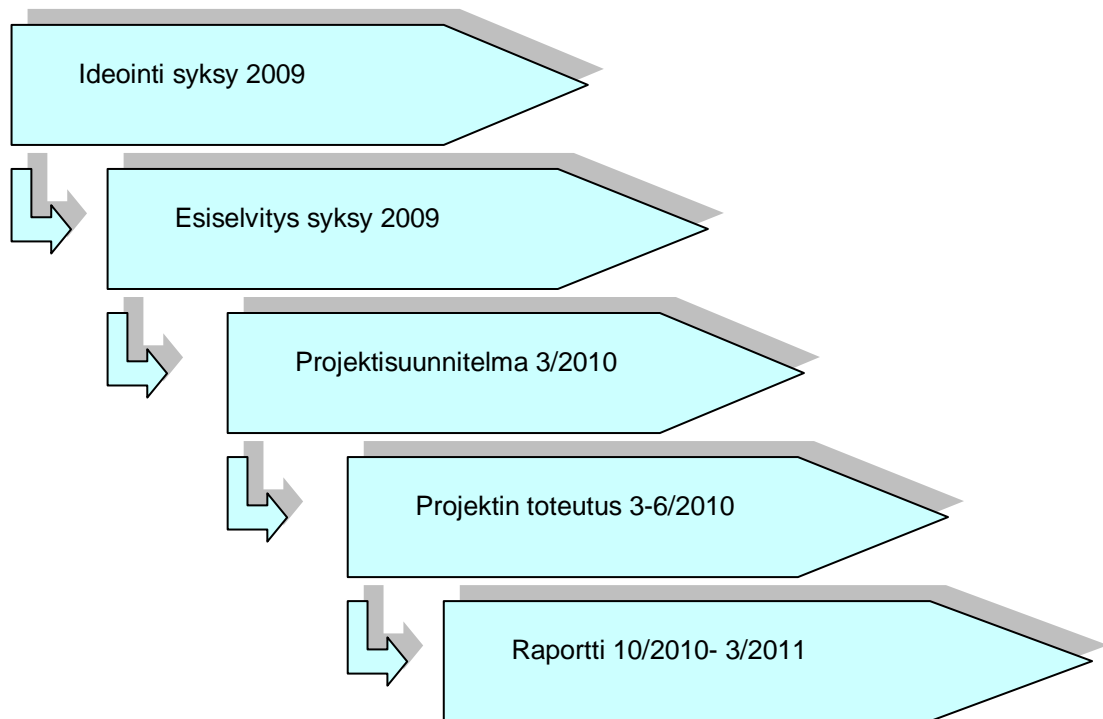 Ideointi syksy 2009
Esiselvitys syksy 2009
Projektisuunnitelma 3/2010
Projektin toteutus 3-6/2010
Raportti 10/2010- 3/2011